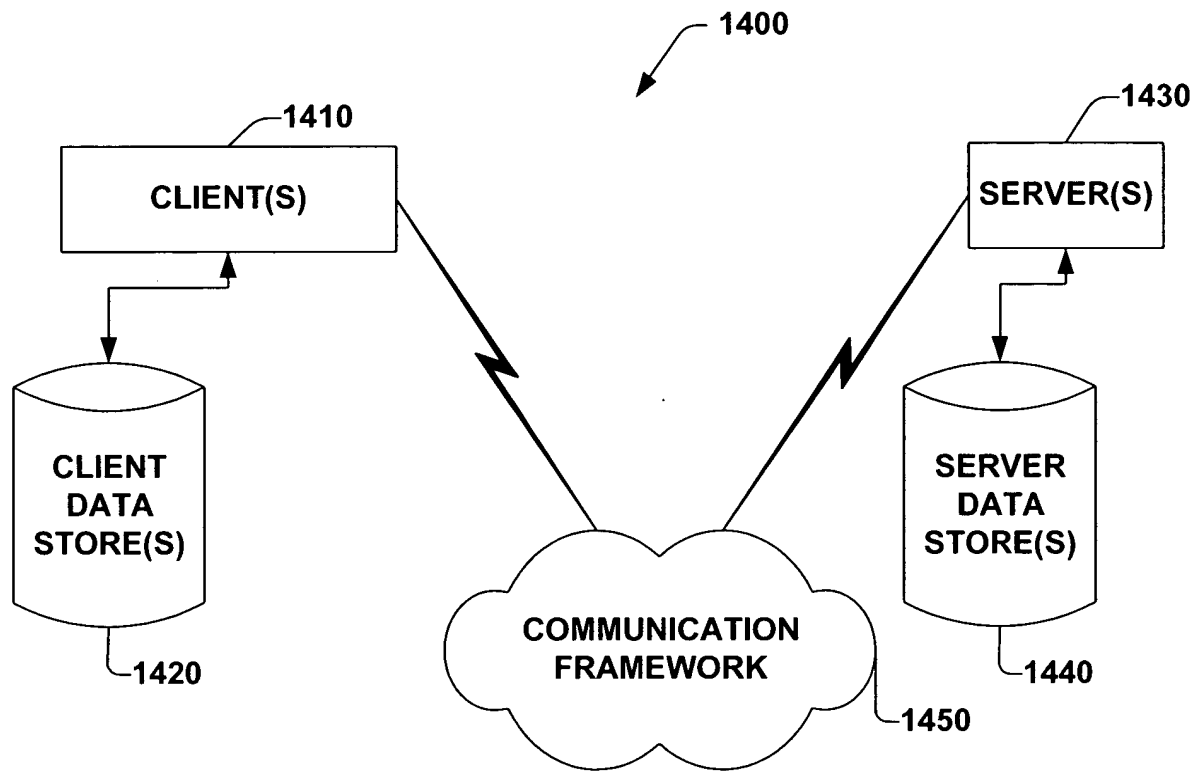 1400
1410
1430
CLIENT(S)
SERVER(S)
CLIENT
DATA
STORE(S)
SERVER
DATA
STORE(S)
COMMUNICATION
FRAMEWORK
1420
1440
1450